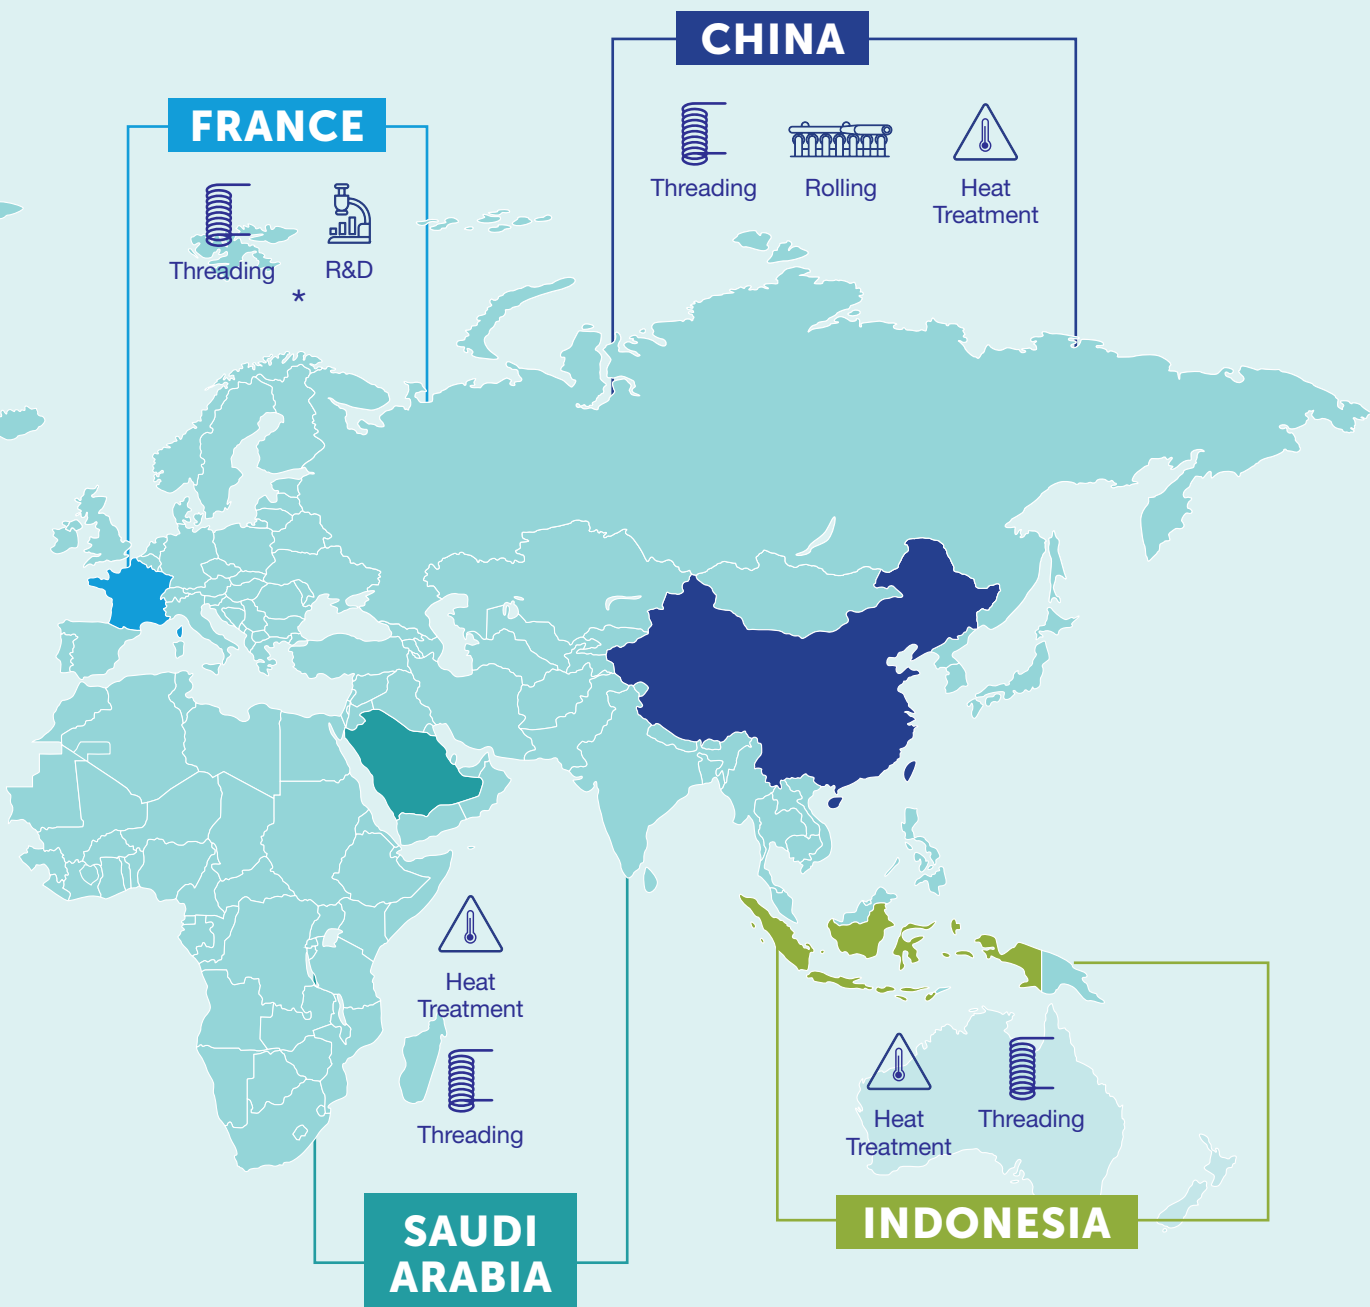 CHINA
Threading
Rolling
Heat
Treatment
FRANCE
Threading
R&D
*
Heat
Treatment
Threading
SAUDI
ARABIA
Heat
Treatment
Threading
INDONESIA